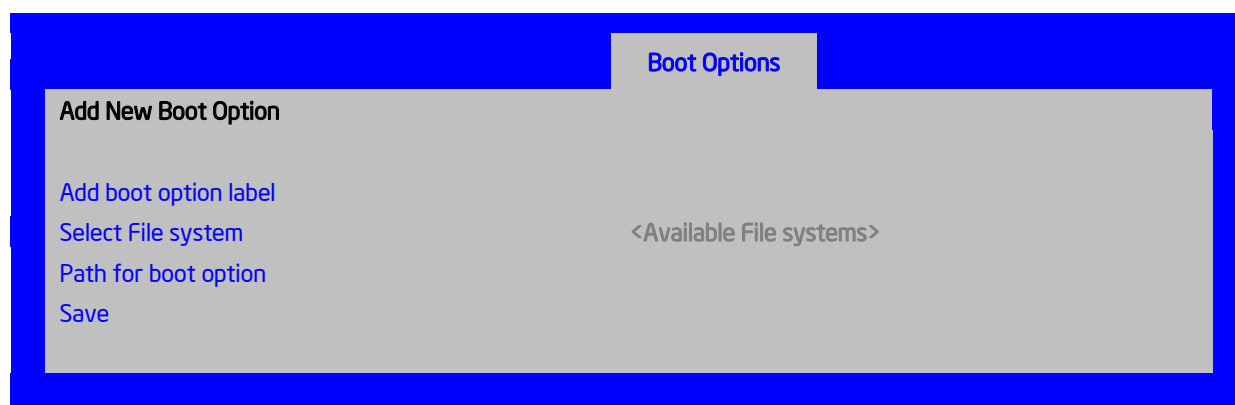 Boot Options
Add New Boot Option
Add boot option label
Select File system <Available File systems>
Path for boot option
Save